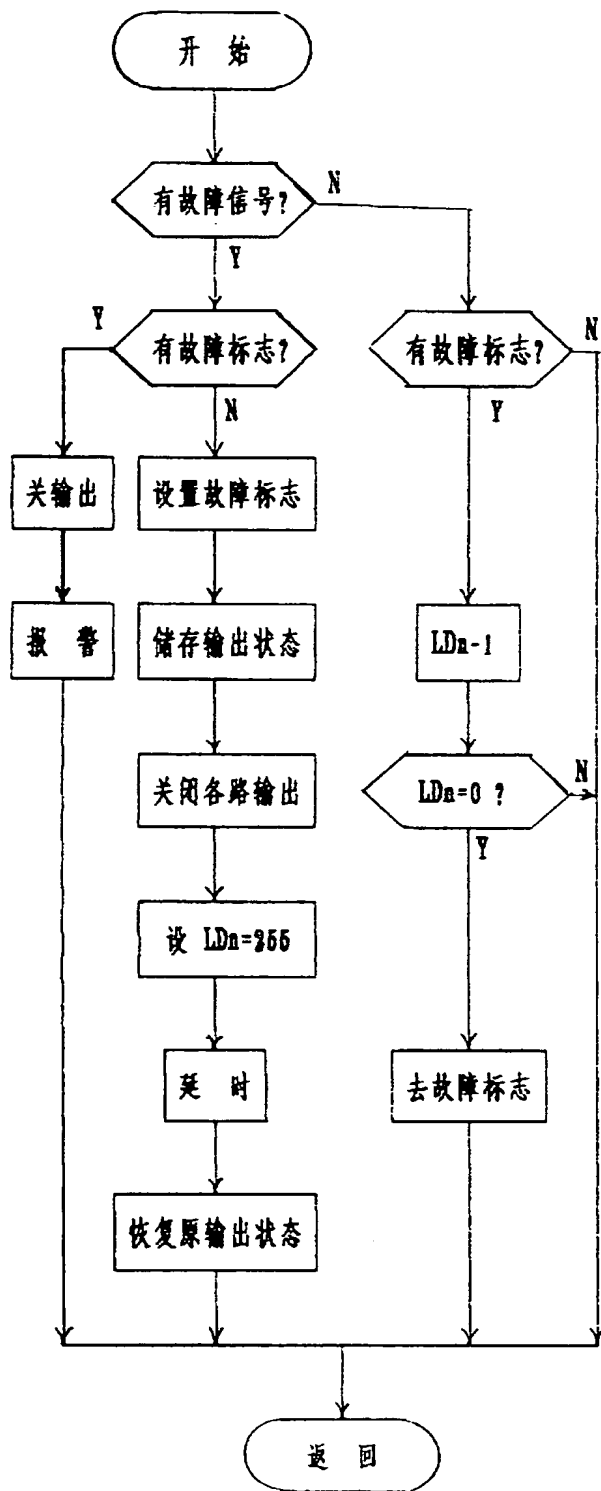 开 始
有故障信号?
N
Y
Y
有故障标志?
N
有故障标志?
N
Y
关输出
设置故障标志
报 警
储存输出状态
LDn-1
关闭各路输出
LDn=0 ?
N
Y
设 LDn=255
延 时
去故障标志
恢复原输出状态
返 回